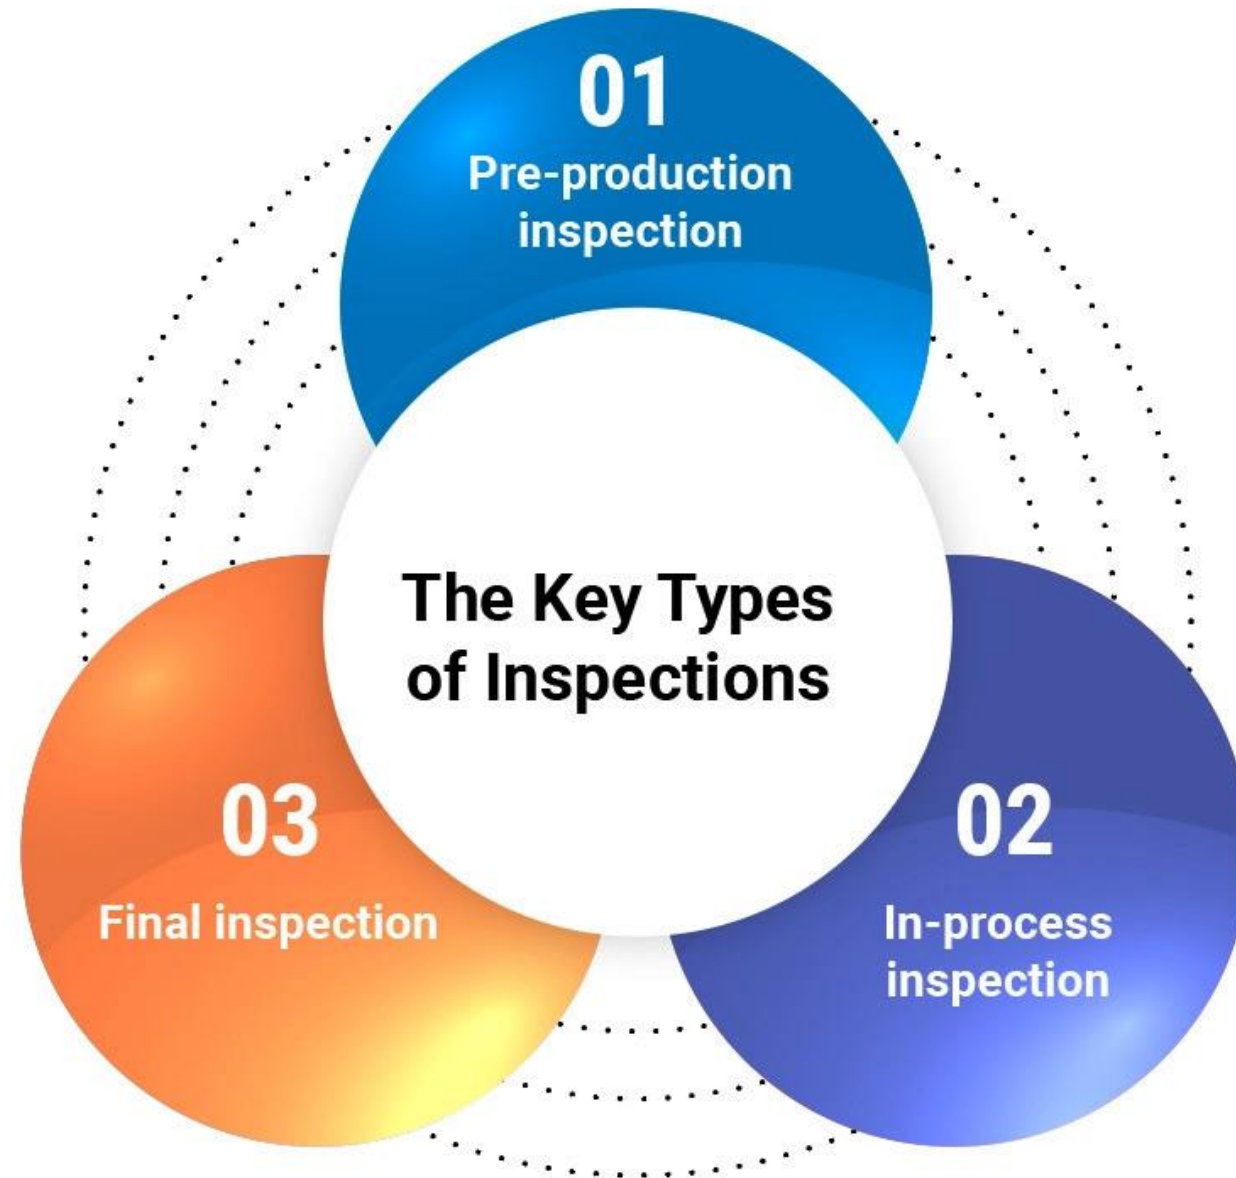 01
Pre-production
inspection
The Key Types
of Inspections
03
Final inspection
02
In-process
inspection